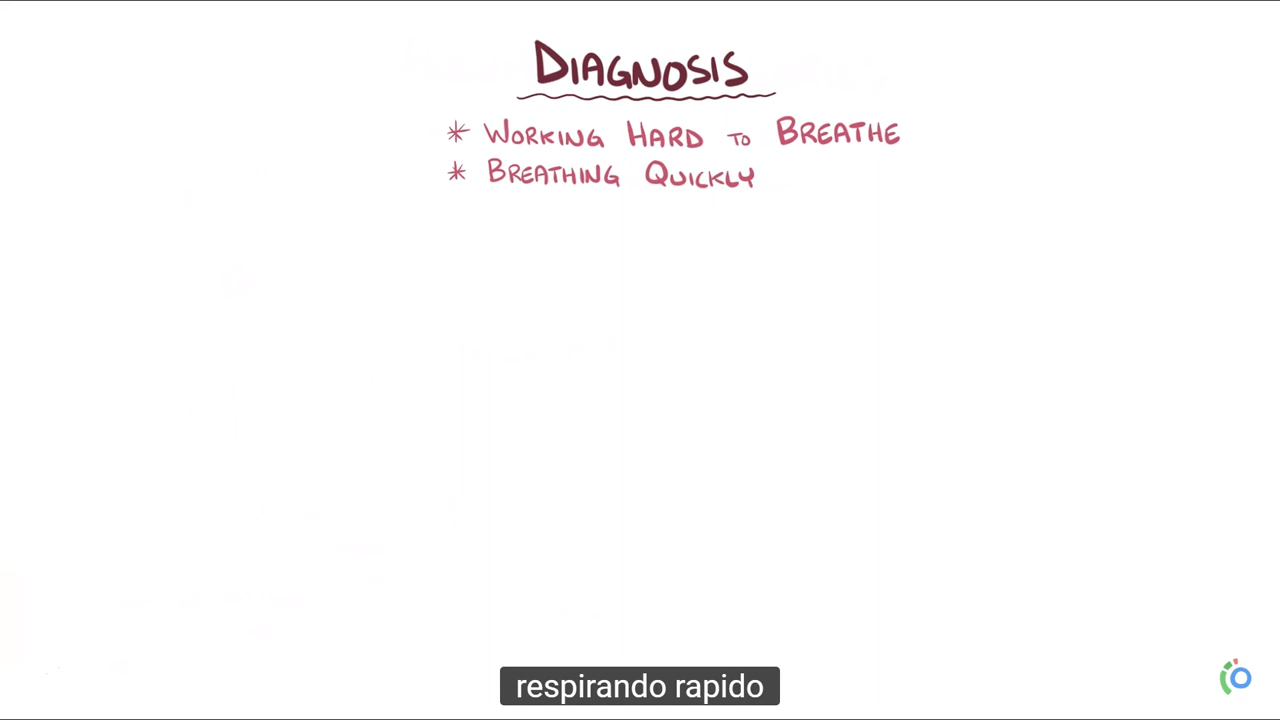 DIAGNOSIS
* WORKING HARD TO BREATHE
* BREATHING QUICKLY
respirando rapido